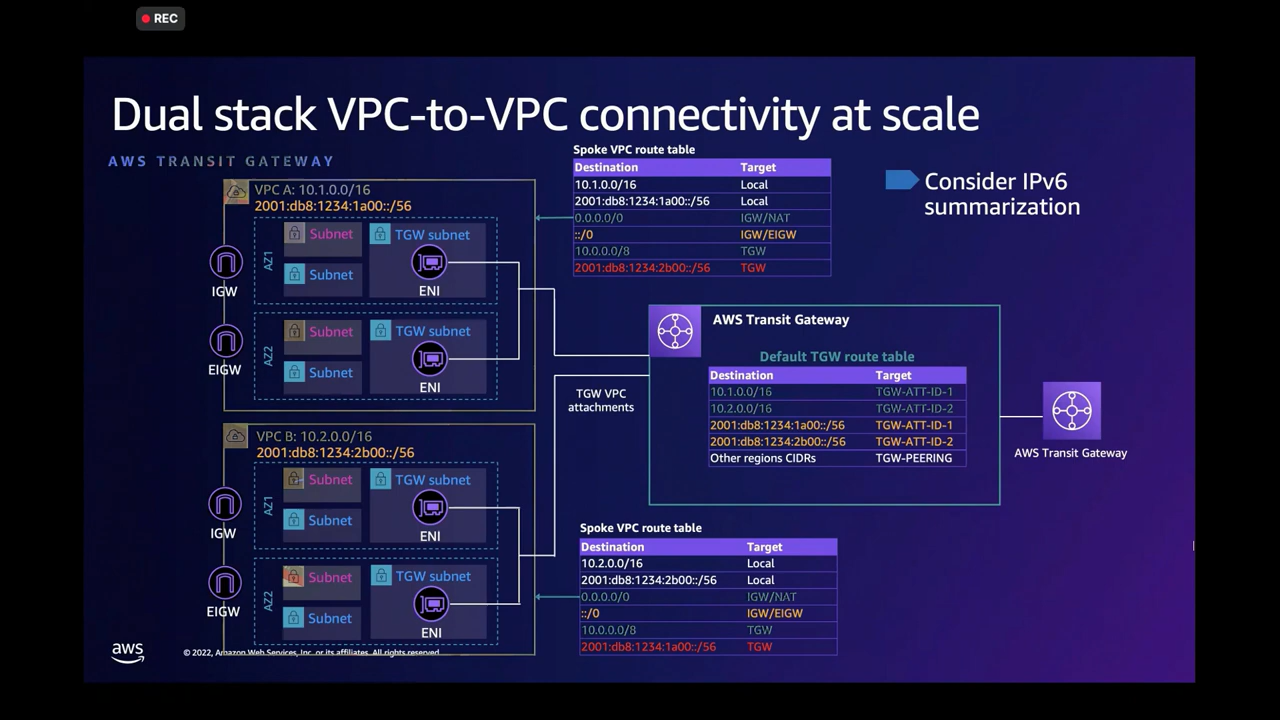 REC
Dual stack VPC-to-VPC connectivity at scale
AWS TRANSIT GATEWAY
VPC A: 10.1.0.0/16
2001:db8:1234:1a00::/56
AZ1
Subnet
TGW subnet
Subnet
ENI
AZ2
Subnet
TGW subnet
Subnet
ENI
IGW
EIGW
VPC B: 10.2.0.0/16
2001:db8:1234:2b00::/56
AZ1
Subnet
TGW subnet
Subnet
ENI
AZ2
Subnet
TGW subnet
Subnet
ENI
IGW
EIGW
Spoke VPC route table
Destination Target
10.1.0.0/16 Local
2001:db8:1234:1a00::/56 Local
0.0.0.0/0 IGW/NAT
::/0 IGW/EIGW
10.0.0.0/8 TGW
2001:db8:1234:2b00::/56 TGW
Consider IPv6
summarization
TGW VPC
attachments
AWS Transit Gateway
Default TGW route table
Destination Target
10.1.0.0/16 TGW-ATT-ID-1
10.2.0.0/16 TGW-ATT-ID-2
2001:db8:1234:1a00::/56 TGW-ATT-ID-1
2001:db8:1234:2b00::/56 TGW-ATT-ID-2
Other regions CIDRs TGW-PEERING
AWS Transit Gateway
Spoke VPC route table
Destination Target
10.2.0.0/16 Local
2001:db8:1234:2b00::/56 Local
0.0.0.0/0 IGW/NAT
::/0 IGW/EIGW
10.0.0.0/8 TGW
2001:db8:1234:1a00::/56 TGW
aws
© 2022, Amazon Web Services, Inc. or its affiliates. All rights reserved.